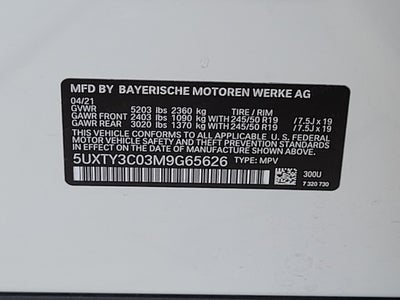 MFD BY BAYERISCHE MOTOREN WERKE AG
04/21
GVWR 5203 lbs 2360 kg TIRE / RIM
GAWR FRONT 2403 lbs 1090 kg WITH 245/50 R19 / 7.5J x 19
GAWR REAR 3020 lbs 1370 kg WITH 245/50 R19 / 7.5J x 19
THIS VEHICLE CONFORMS TO ALL APPLICABLE U.S. FEDERAL
MOTOR VEHICLE SAFETY, BUMPER AND THEFT PREVENTION
STANDARDS IN EFFECT ON THE DATE OF MANUFACTURE SHOWN ABOVE.
5UXTY3C03M9G65626 TYPE: MPV
300U
7 320 730